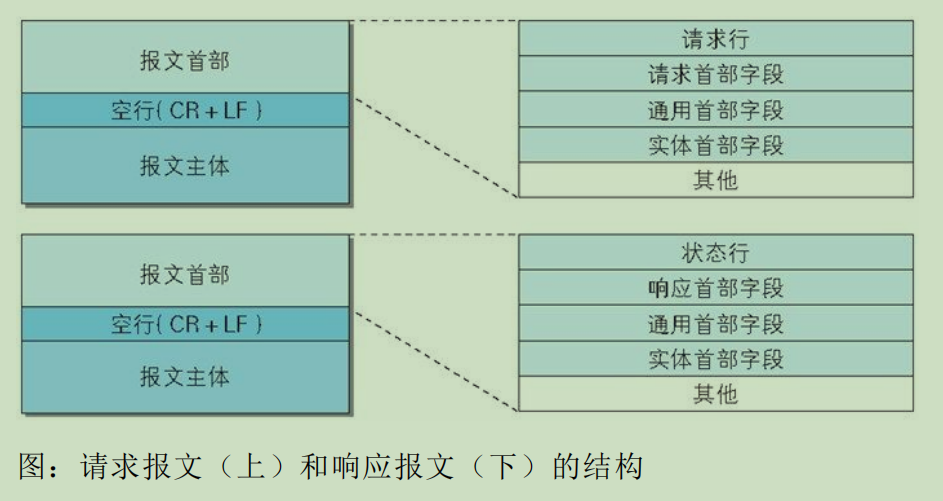 报文首部
空行(CR+LF)
报文主体
请求行
请求首部字段
通用首部字段
实体首部字段
其他
报文首部
空行(CR+LF)
报文主体
状态行
响应首部字段
通用首部字段
实体首部字段
其他
图：请求报文（上）和响应报文（下）的结构